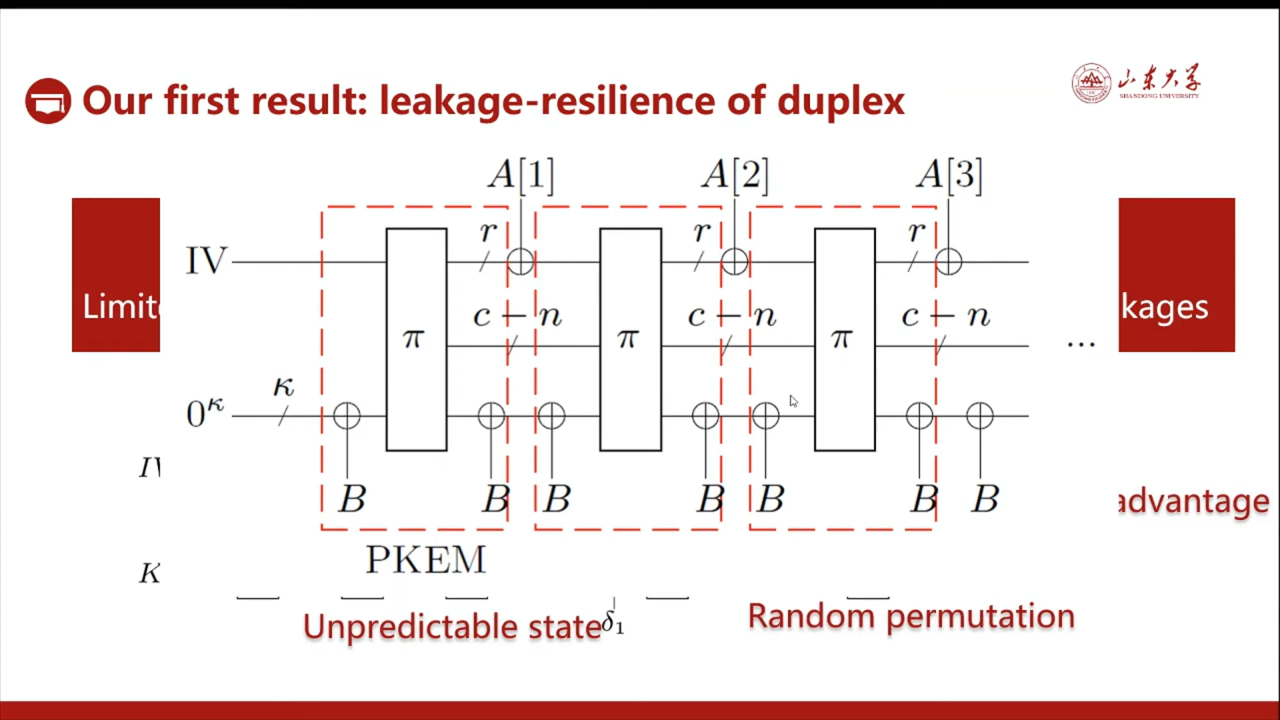 Our first result: leakage-resilience of duplex
山东大学
SHANDONG UNIVERSITY
A[1] A[2] A[3]
r r r
IV
c − n c − n c − n
π π π
...
κ
0^κ
B B B B B B B
PKEM
Limite
kages
IV
advantage
K
Unpredictable state
δ₁
Random permutation